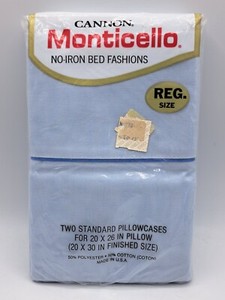 CANNON.
Monticello®
NO-IRON BED FASHIONS
REG.
SIZE
TWO STANDARD PILLOWCASES
FOR 20 X 26 IN PILLOW
(20 X 30 IN FINISHED SIZE)
50% POLYESTER • 50% COTTON (COTON)
MADE IN U.S.A.